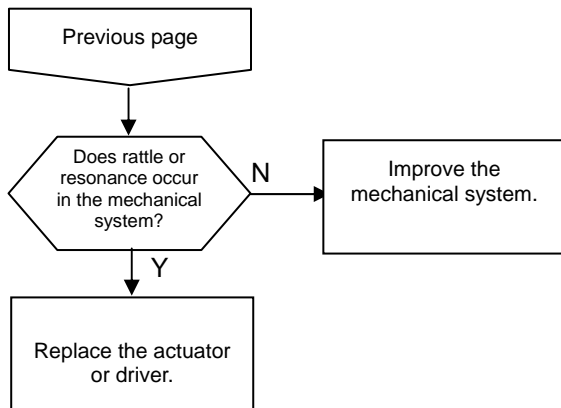 Previous page
Does rattle or
resonance occur
in the mechanical
system?
N
Improve the
mechanical system.
Y
Replace the actuator
or driver.